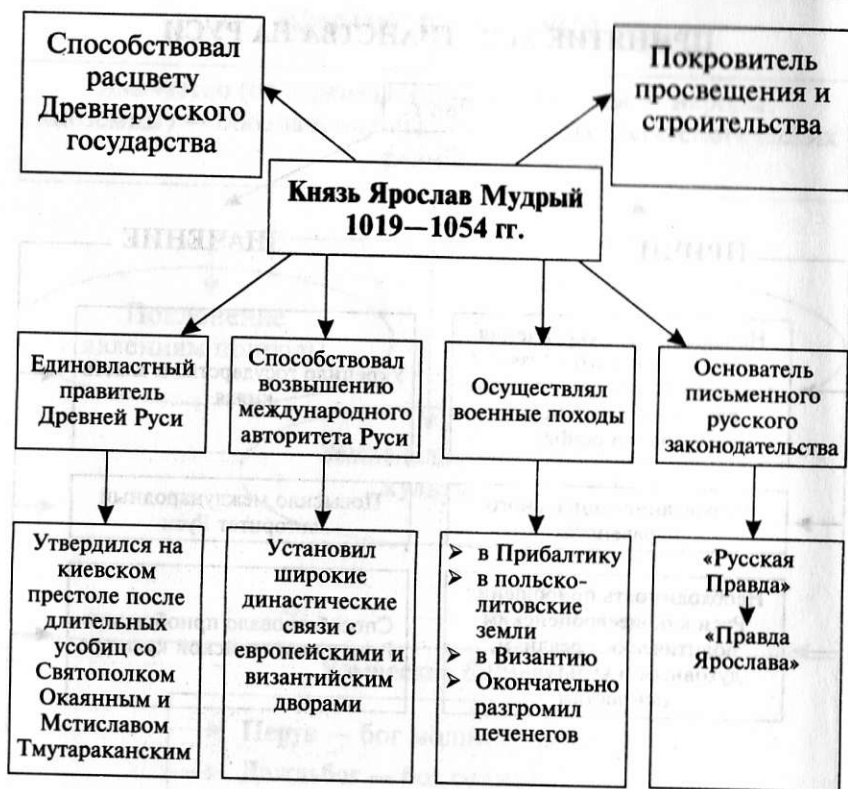 Способствовал
расцвету
Древнерусского
государства
Покровитель
просвещения и
строительства
Князь Ярослав Мудрый
1019—1054 гг.
Единовластный
правитель
Древней Руси
Способствовал
возвышению
международного
авторитета Руси
Осуществлял
военные походы
Основатель
письменного
русского
законодательства
Утвердился на
киевском
престоле после
длительных
усобиц со
Святополком
Окаянным и
Мстиславом
Тмутараканским
Установил
широкие
династические
связи с
европейским и
византийским
дворами
➢ в Прибалтику
➢ в польско-
литовские
земли
➢ в Византию
➢ Окончательно
разгромил
печенегов
«Русская
Правда»
«Правда
Ярослава»